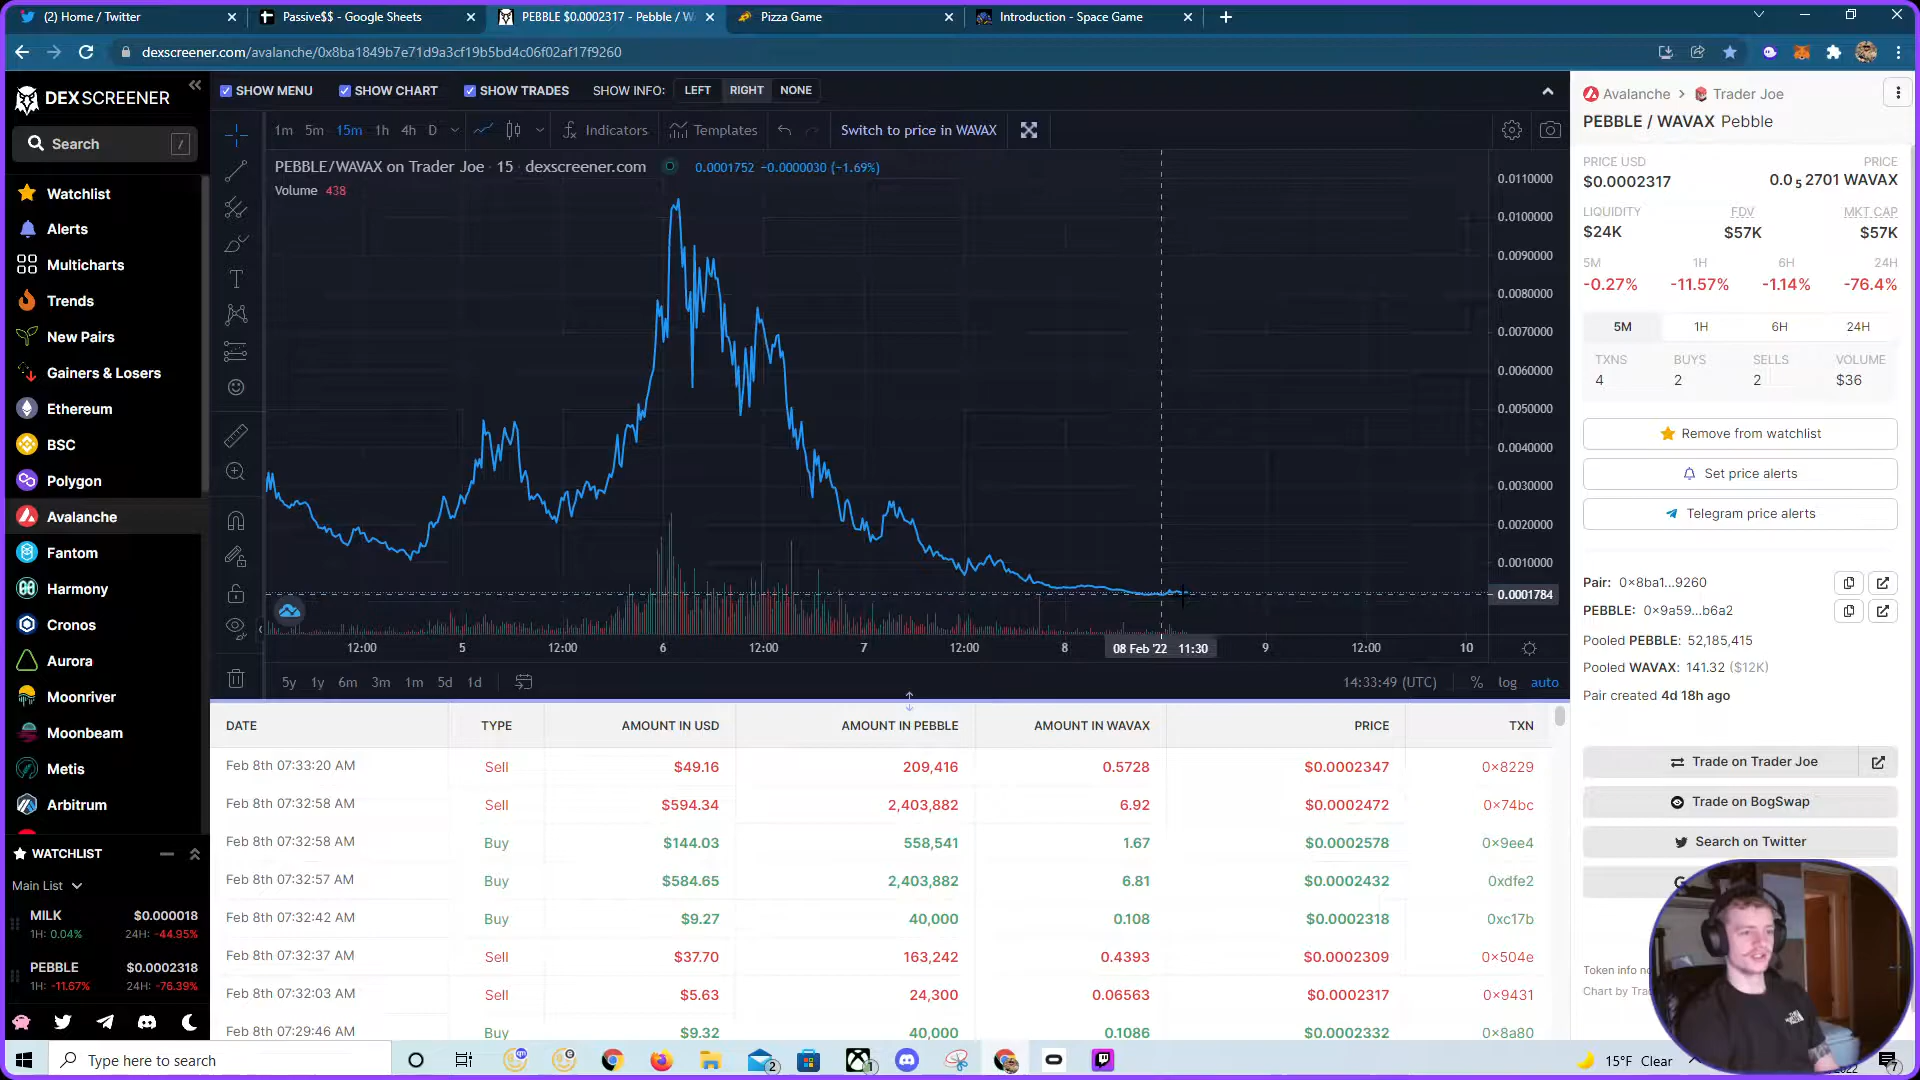 (2) Home / Twitter
Passive$$ - Google Sheets
PEBBLE $0.0002317 - Pebble / W
Pizza Game
Introduction - Space Game
dexscreener.com/avalanche/0x8ba1849b7e71d9a3cf19b5bd4c06f02af17f9260
DEX SCREENER
Search /
Watchlist
Alerts
Multicharts
Trends
New Pairs
Gainers & Losers
Ethereum
BSC
Polygon
Avalanche
Fantom
Harmony
Cronos
Aurora
Moonriver
Moonbeam
Metis
Arbitrum
WATCHLIST
Main List
MILK $0.000018
1H: 0.04% 24H: -44.95%
PEBBLE $0.0002318
1H: -11.67% 24H: -76.39%
SHOW MENU SHOW CHART SHOW TRADES SHOW INFO: LEFT RIGHT NONE
1m 5m 15m 1h 4h D Indicators Templates Switch to price in WAVAX
PEBBLE/WAVAX on Trader Joe · 15 · dexscreener.com 0.0001752 −0.0000030 (−1.69%)
Volume 438
0.0110000
0.0100000
0.0090000
0.0080000
0.0070000
0.0060000
0.0050000
0.0040000
0.0030000
0.0020000
0.0010000
0.0001784
12:00 5 12:00 6 12:00 7 12:00 8 08 Feb '22 11:30 9 12:00 10
5y 1y 6m 3m 1m 5d 1d 14:33:49 (UTC) % log auto
DATE TYPE AMOUNT IN USD AMOUNT IN PEBBLE AMOUNT IN WAVAX PRICE TXN
Feb 8th 07:33:20 AM Sell $49.16 209,416 0.5728 $0.0002347 0×8229
Feb 8th 07:32:58 AM Sell $594.34 2,403,882 6.92 $0.0002472 0×74bc
Feb 8th 07:32:58 AM Buy $144.03 558,541 1.67 $0.0002578 0×9ee4
Feb 8th 07:32:57 AM Buy $584.65 2,403,882 6.81 $0.0002432 0xdfe2
Feb 8th 07:32:42 AM Buy $9.27 40,000 0.108 $0.0002318 0xc17b
Feb 8th 07:32:37 AM Sell $37.70 163,242 0.4393 $0.0002309 0×504e
Feb 8th 07:32:03 AM Sell $5.63 24,300 0.06563 $0.0002317 0×9431
Feb 8th 07:29:46 AM Buy $9.32 40,000 0.1086 $0.0002332 0×8a80
Avalanche > Trader Joe
PEBBLE / WAVAX Pebble
PRICE USD PRICE
$0.0002317 0.0₅2701 WAVAX
LIQUIDITY FDV MKT CAP
$24K $57K $57K
5M 1H 6H 24H
-0.27% -11.57% -1.14% -76.4%
5M 1H 6H 24H
TXNS BUYS SELLS VOLUME
4 2 2 $36
Remove from watchlist
Set price alerts
Telegram price alerts
Pair: 0×8ba1...9260
PEBBLE: 0×9a59...b6a2
Pooled PEBBLE: 52,185,415
Pooled WAVAX: 141.32 ($12K)
Pair created 4d 18h ago
Trade on Trader Joe
Trade on BogSwap
Search on Twitter
Token info
Chart by
Type here to search
15°F Clear